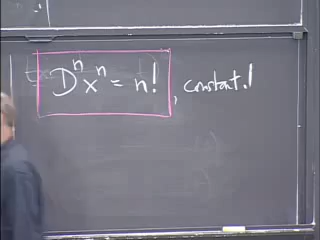 Dⁿxⁿ = n!, constant!